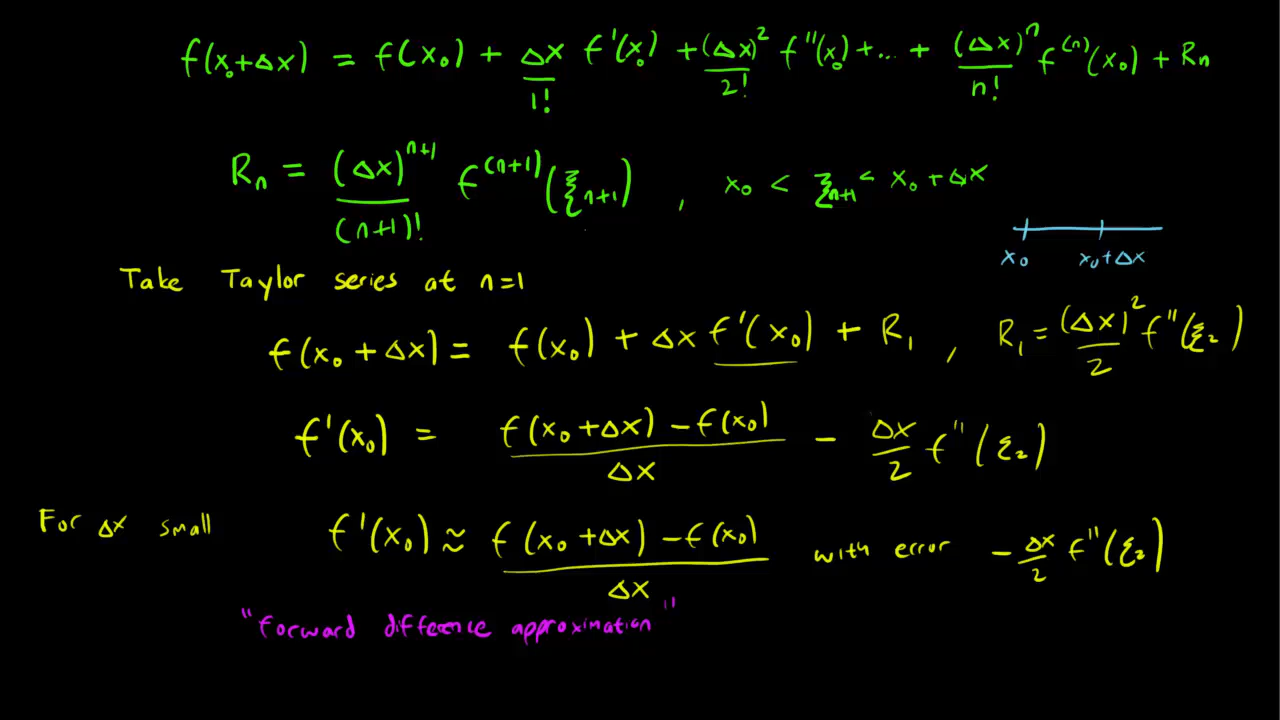 f(x₀+Δx) = f(x₀) + Δx/1! f'(x₀) + (Δx)²/2! f''(x₀) + ... + (Δx)ⁿ/n! f⁽ⁿ⁾(x₀) + Rn
Rn = (Δx)ⁿ⁺¹/(n+1)! f⁽ⁿ⁺¹⁾(ξn+1), x₀ < ξn+1 < x₀ + Δx
x₀ x₀+Δx
Take Taylor series at n=1
f(x₀ + Δx) = f(x₀) + Δx f'(x₀) + R₁, R₁ = (Δx)²/2 f''(ξ₂)
f'(x₀) = f(x₀+Δx) - f(x₀)/Δx - Δx/2 f''(ξ₂)
For Δx small f'(x₀) ≈ f(x₀+Δx) - f(x₀)/Δx with error - Δx/2 f''(ξ₂)
"forward diffeence approximation"